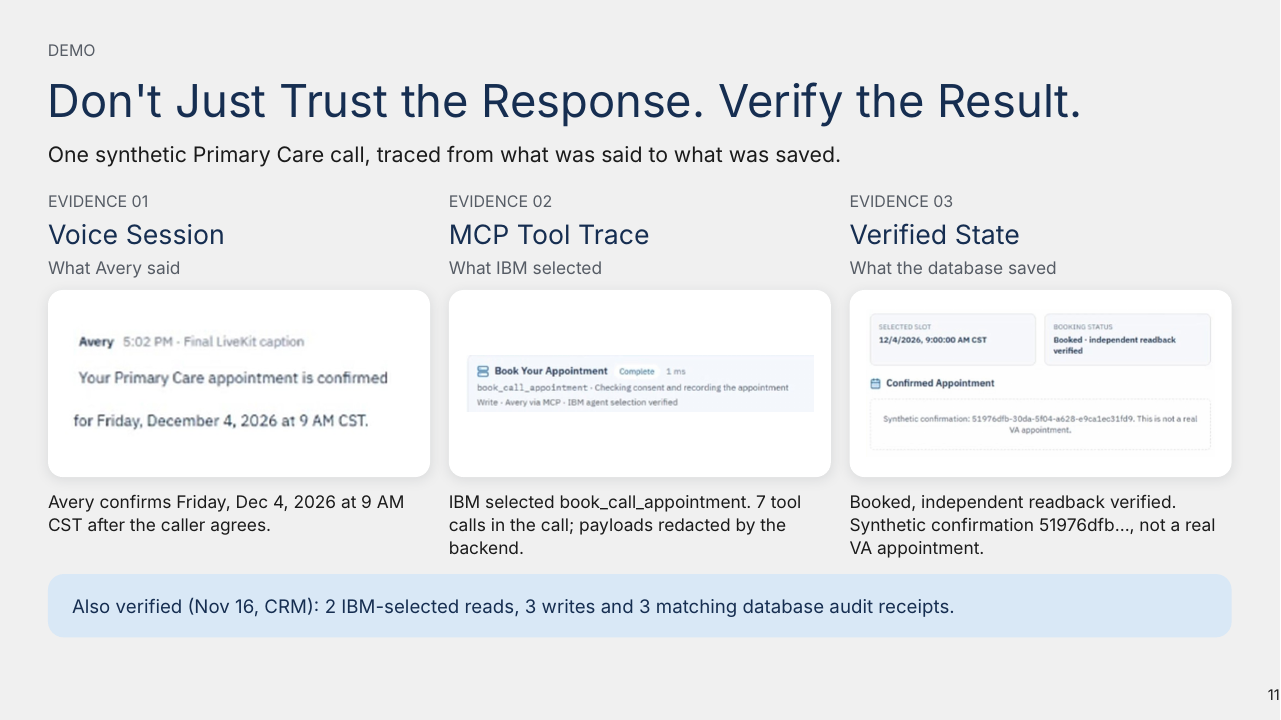 DEMO
Don't Just Trust the Response. Verify the Result.
One synthetic Primary Care call, traced from what was said to what was saved.
EVIDENCE 01
Voice Session
What Avery said
Avery 5:02 PM · Final LiveKit caption
Your Primary Care appointment is confirmed
for Friday, December 4, 2026 at 9 AM CST.
Avery confirms Friday, Dec 4, 2026 at 9 AM
CST after the caller agrees.
EVIDENCE 02
MCP Tool Trace
What IBM selected
Book Your Appointment Complete 1 ms
book_call_appointment · Checking consent and recording the appointment
Write · Avery via MCP · IBM agent selection verified
IBM selected book_call_appointment. 7 tool
calls in the call; payloads redacted by the
backend.
EVIDENCE 03
Verified State
What the database saved
SELECTED SLOT
12/4/2026, 9:00:00 AM CST
BOOKING STATUS
Booked · independent readback
verified
Confirmed Appointment
Synthetic confirmation: 51976dfb-30da-5f04-a628-e9ca1ec31fd9. This is not a real
VA appointment.
Booked, independent readback verified.
Synthetic confirmation 51976dfb..., not a real
VA appointment.
Also verified (Nov 16, CRM): 2 IBM-selected reads, 3 writes and 3 matching database audit receipts.
11